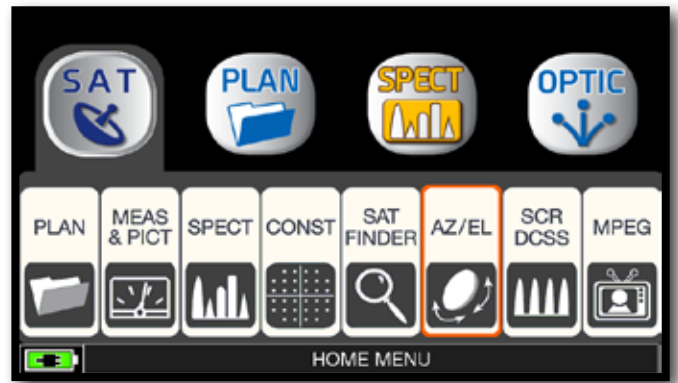 SAT
PLAN
SPECT
OPTIC
PLAN
MEAS
& PICT
SPECT
CONST
SAT
FINDER
AZ/EL
SCR
DCSS
MPEG
HOME MENU